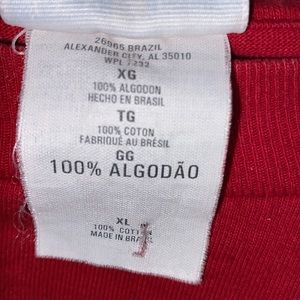 26965 BRAZIL
ALEXANDER CITY, AL 35010
WPL 7232
XG
100% ALGODON
HECHO EN BRASIL
TG
100% COTON
FABRIQUÉ AU BRÉSIL
GG
100% ALGODÃO
XL
100% COTTON
MADE IN BRAZIL